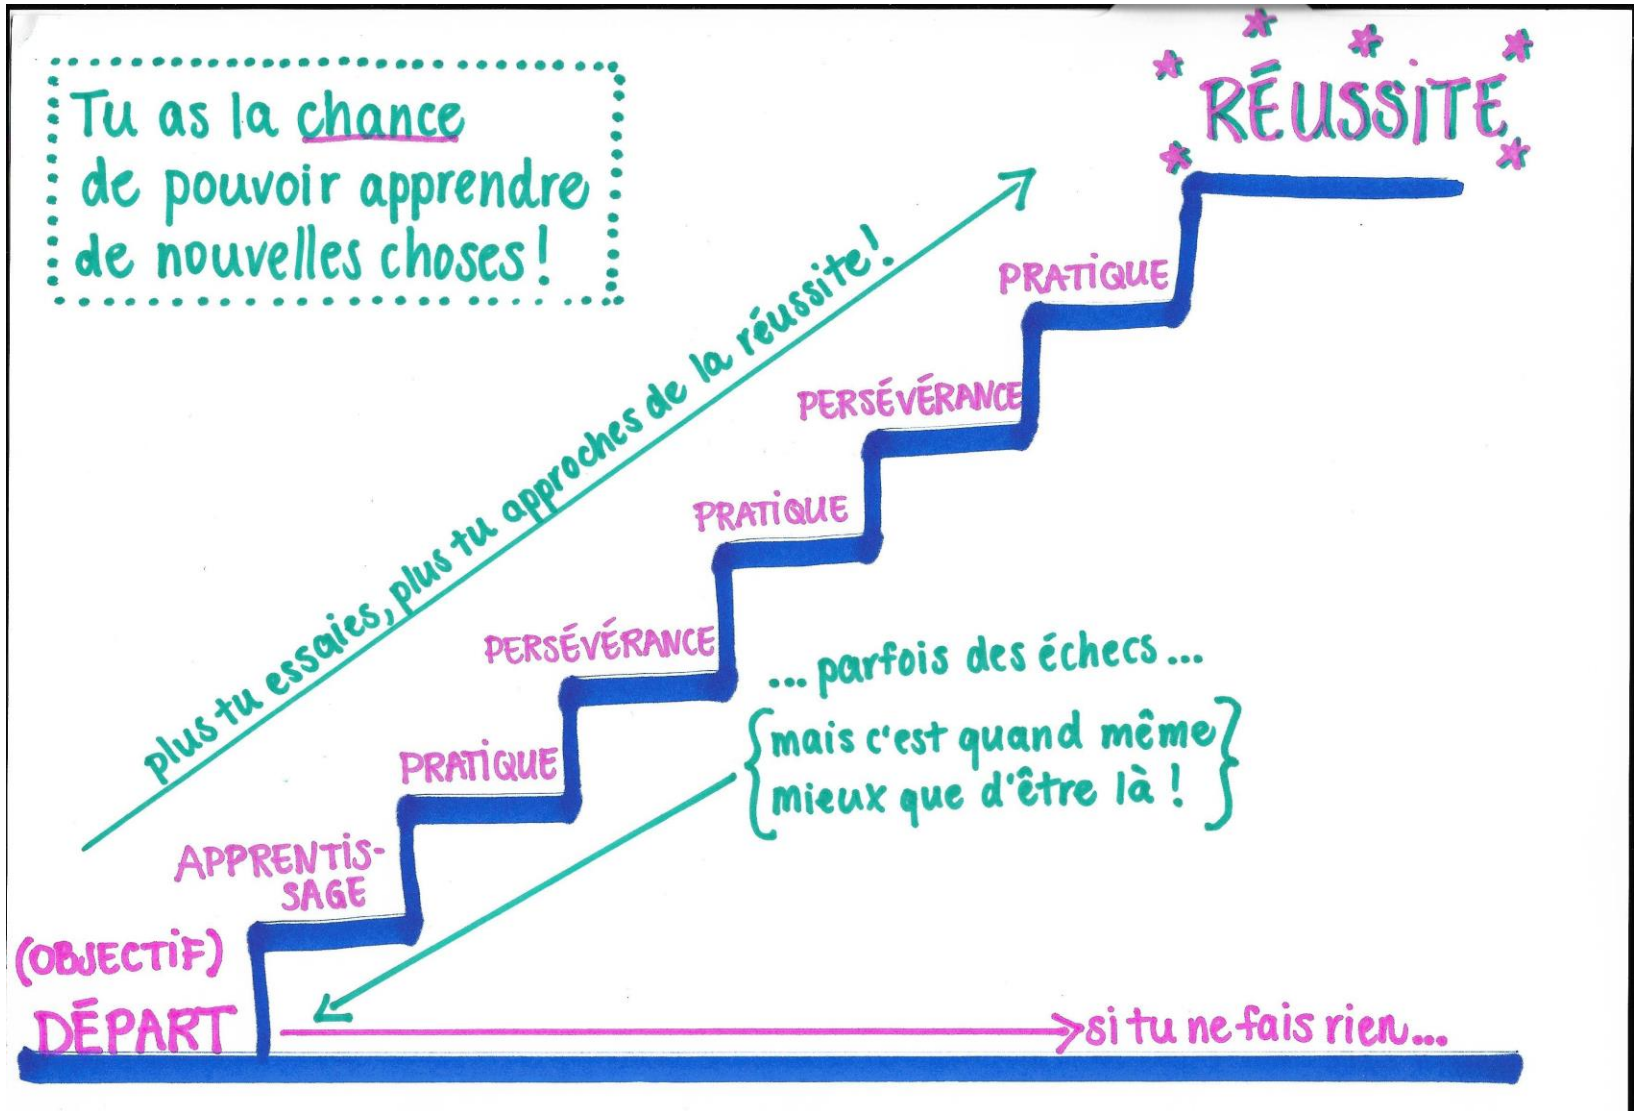 Tu as la chance
de pouvoir apprendre
de nouvelles choses !
RÉUSSITE
plus tu essaies, plus tu approches de la réussite !
PRATIQUE
PERSÉVÉRANCE
PRATIQUE
PERSÉVÉRANCE
... parfois des échecs ...
mais c'est quand même
mieux que d'être là !
PRATIQUE
APPRENTIS-
SAGE
(OBJECTIF)
DÉPART
si tu ne fais rien...